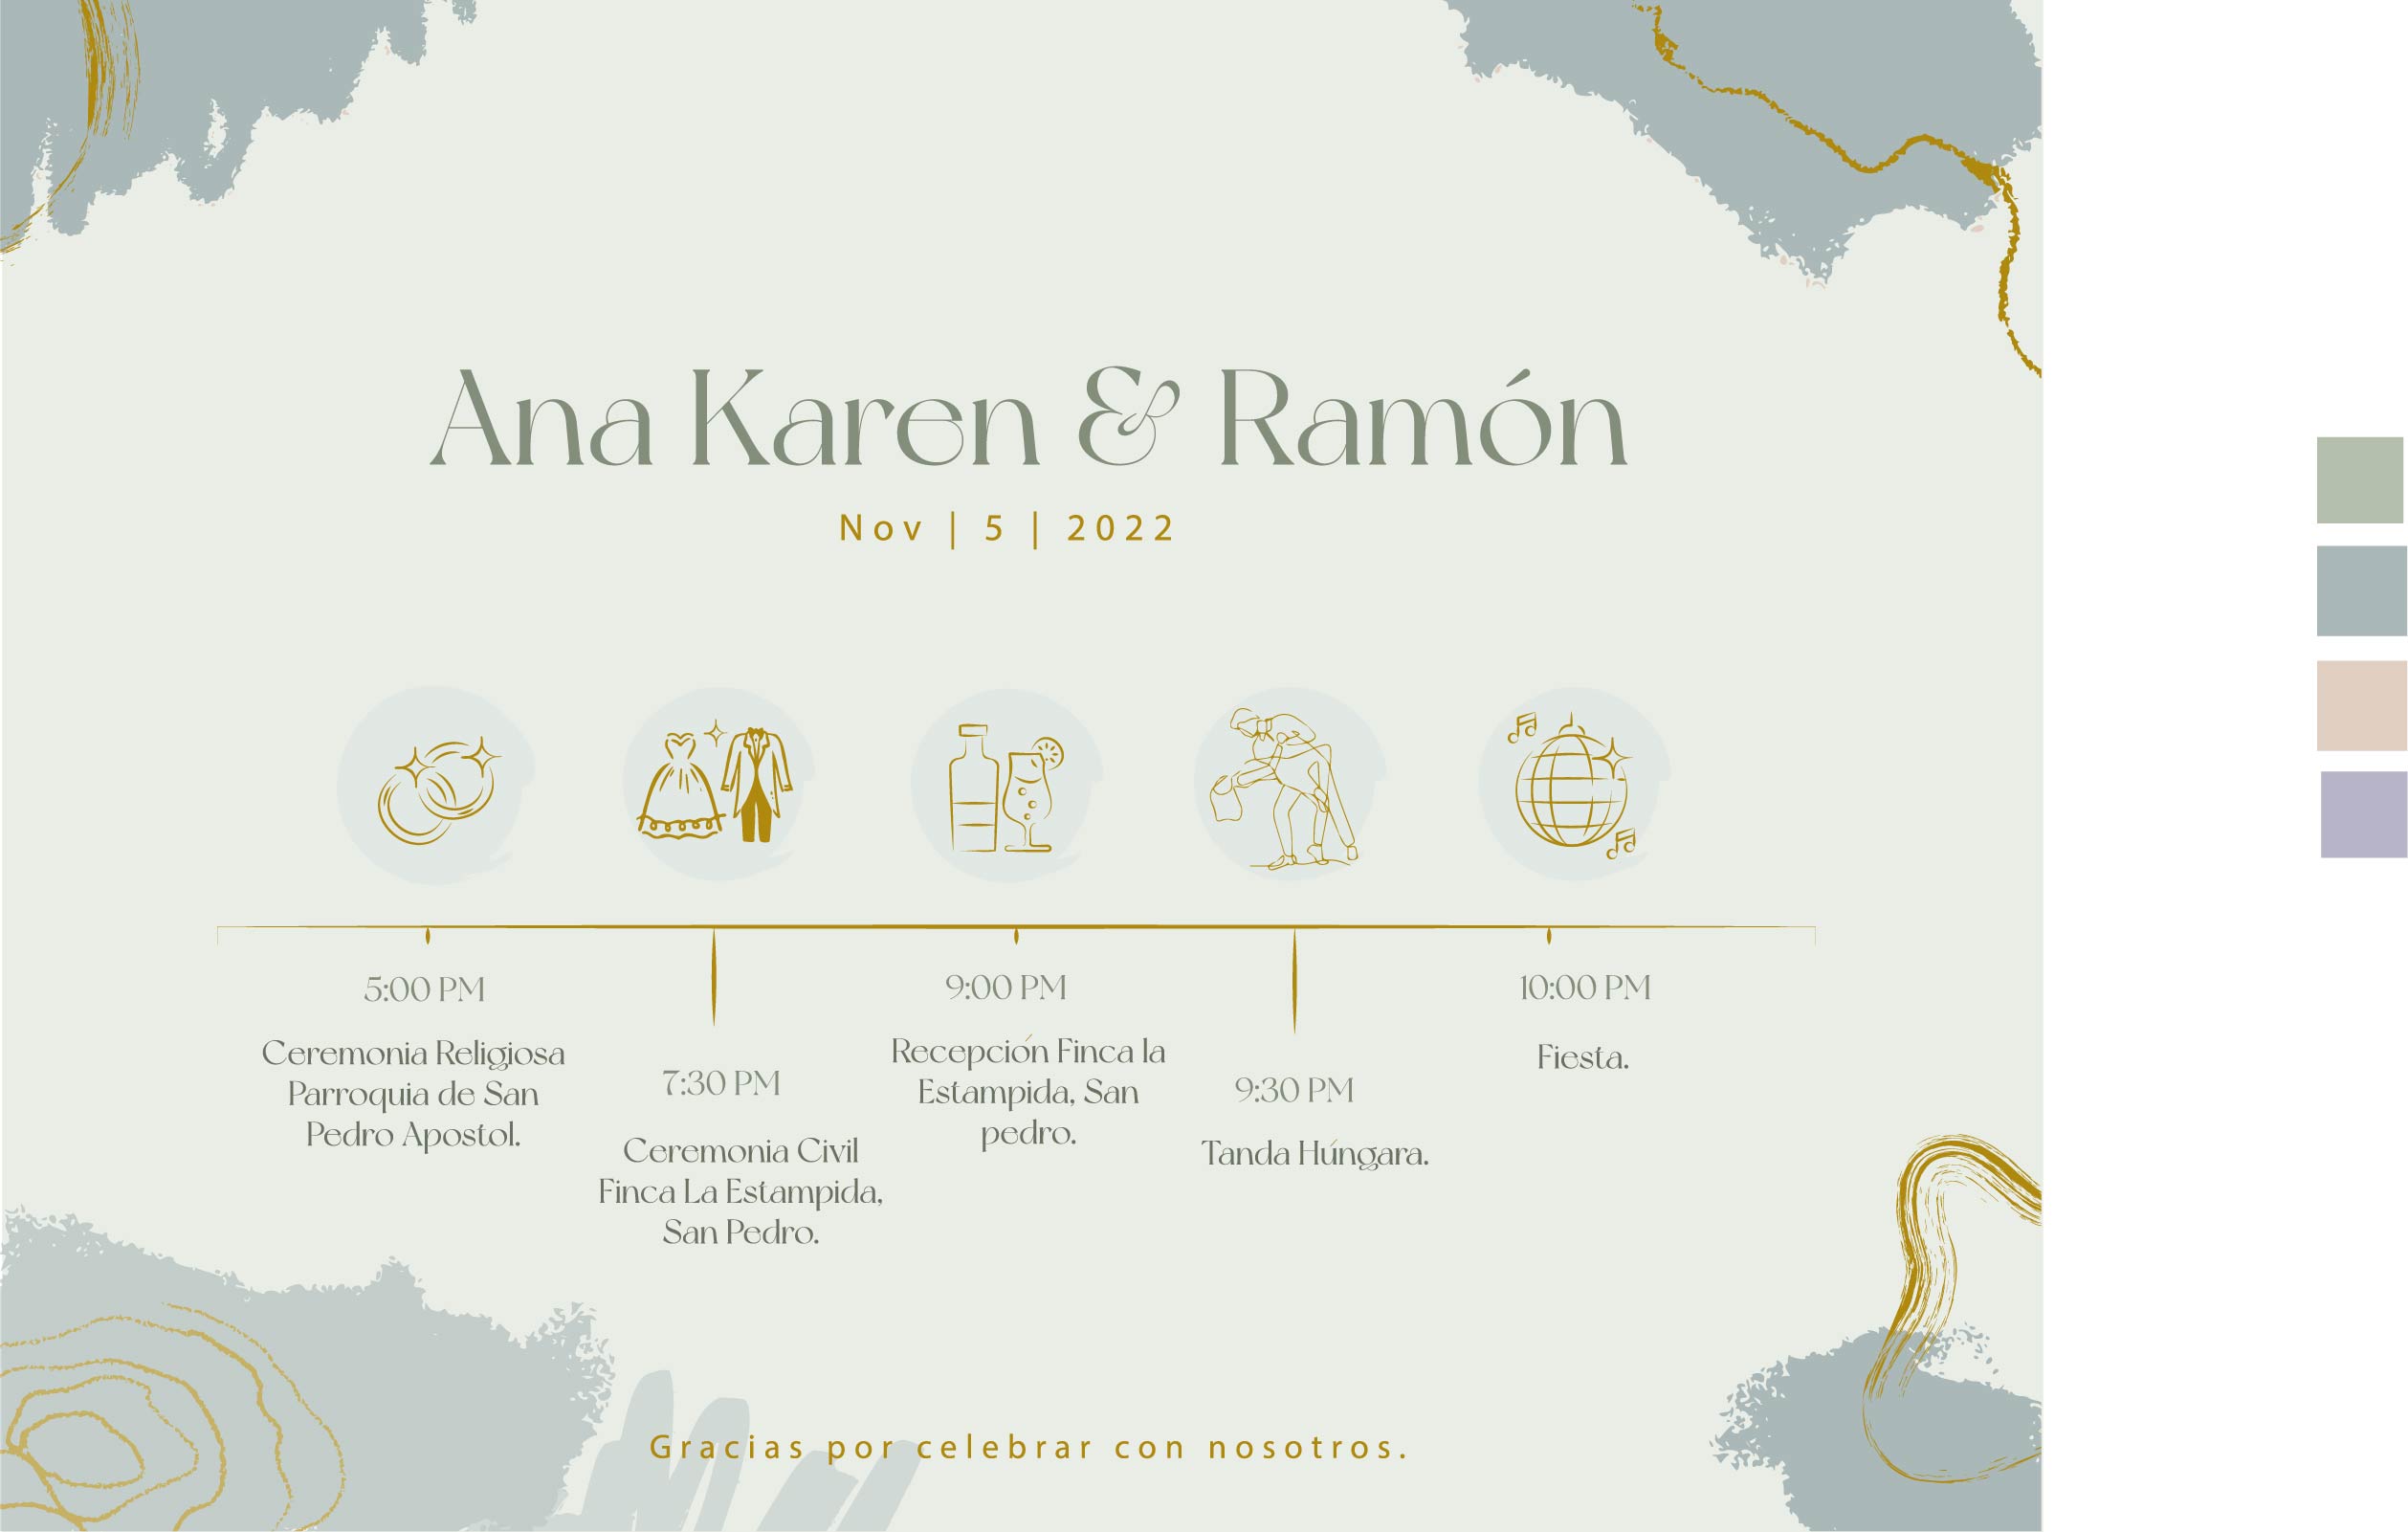 Ana Karen & Ramón
Nov | 5 | 2022
5:00 PM
Ceremonia Religiosa
Parroquia de San
Pedro Apostol.
7:30 PM
Ceremonia Civil
Finca La Estampida,
San Pedro.
9:00 PM
Recepción Finca la
Estampida, San
pedro.
9:30 PM
Tanda Húngara.
10:00 PM
Fiesta.
Gracias por celebrar con nosotros.